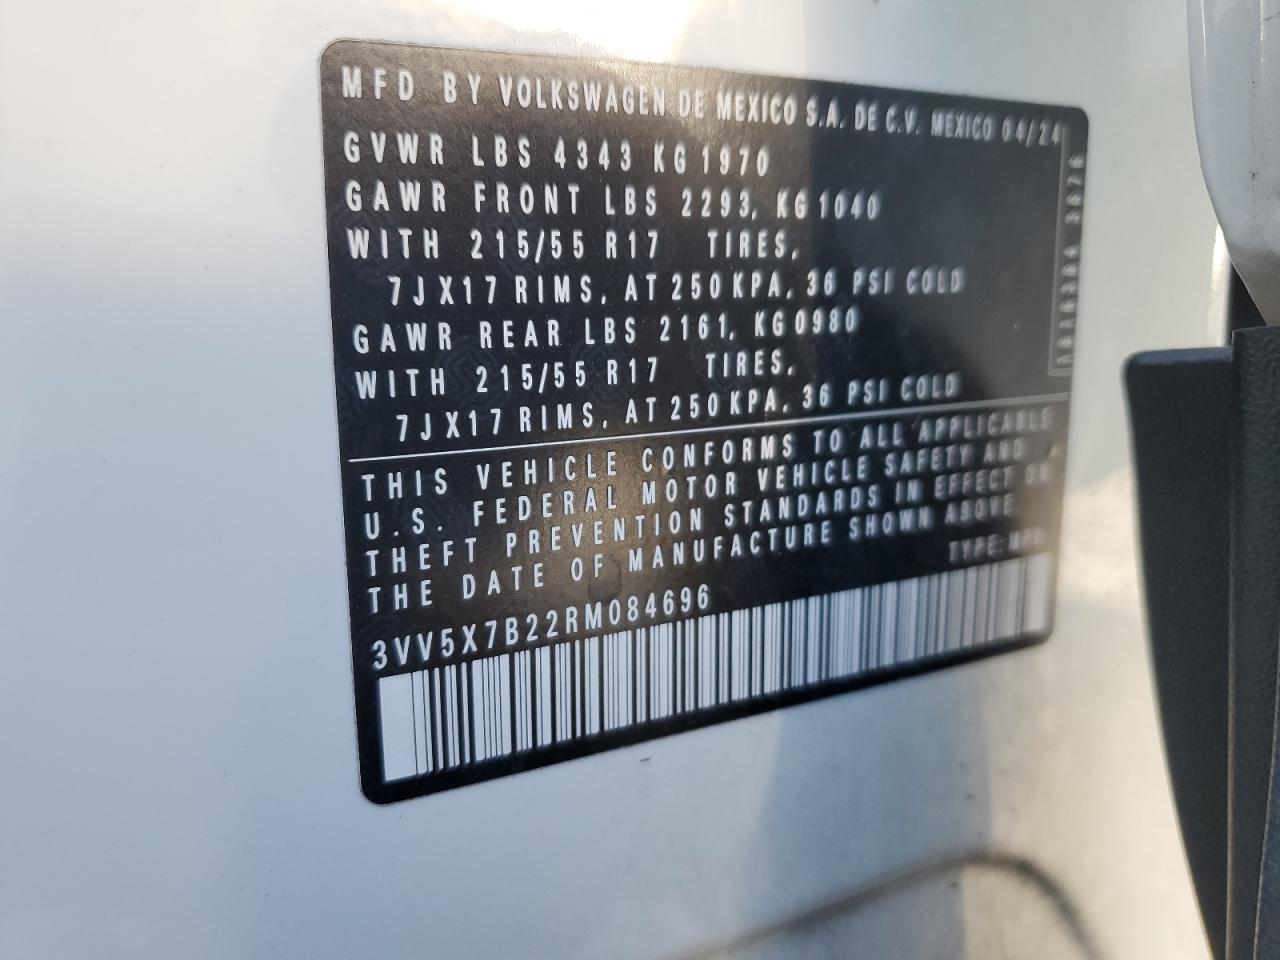 MFD BY VOLKSWAGEN DE MEXICO S.A. DE C.V. MEXICO 04/24
GVWR LBS 4343 KG 1970
GAWR FRONT LBS 2293, KG 1040
WITH 215/55 R17 TIRES,
7JX17 RIMS, AT 250 KPA, 36 PSI COLD
GAWR REAR LBS 2161, KG 0980
WITH 215/55 R17 TIRES,
7JX17 RIMS, AT 250 KPA, 36 PSI COLD
THIS VEHICLE CONFORMS TO ALL APPLICABLE
U.S. FEDERAL MOTOR VEHICLE SAFETY AND
THEFT PREVENTION STANDARDS IN EFFECT ON
THE DATE OF MANUFACTURE SHOWN ABOVE
TYPE: MPV
3VV5X7B22RM084696